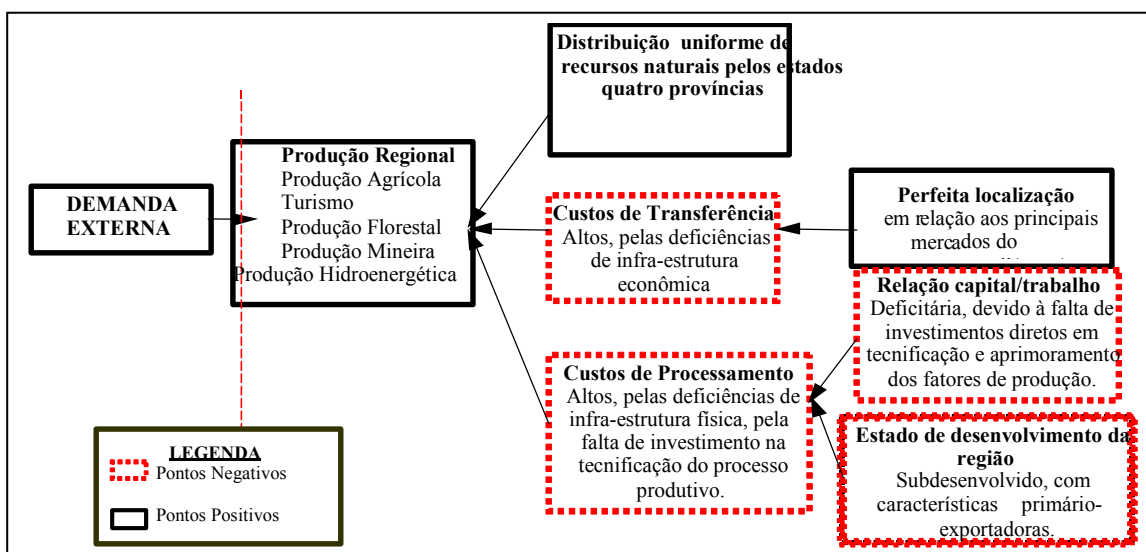 Distribuição uniforme de
recursos naturais pelos estados
quatro províncias
DEMANDA
EXTERNA
Produção Regional
Produção Agrícola
Turismo
Produção Florestal
Produção Mineira
Produção Hidroenergética
Custos de Transferência
Altos, pelas deficiências
de infra-estrutura
econômica
Perfeita localização
em relação aos principais
mercados do
Relação capital/trabalho
Deficitária, devido à falta de
investimentos diretos em
tecnificação e aprimoramento
dos fatores de produção.
Custos de Processamento
Altos, pelas deficiências de
infra-estrutura física, pela
falta de investimento na
tecnificação do processo
produtivo.
Estado de desenvolvimento da
região
Subdesenvolvido, com
características primário-
exportadoras.
LEGENDA
Pontos Negativos
Pontos Positivos